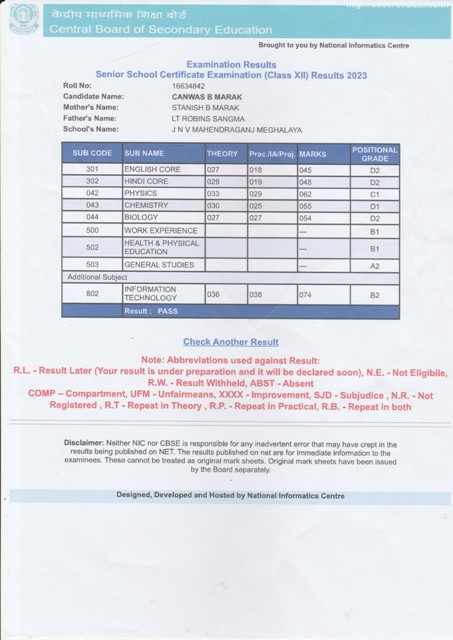 केंद्रीय माध्यमिक शिक्षा बोर्ड
Central Board of Secondary Education
Brought to you by National Informatics Centre
Examination Results
Senior School Certificate Examination (Class XII) Results 2023
Roll No: 16634842
Candidate Name: CANWAS B MARAK
Mother's Name: STANISH B MARAK
Father's Name: LT ROBINS SANGMA
School's Name: J N V MAHENDRAGANJ MEGHALAYA
SUB CODE SUB NAME THEORY Prac./IA/Proj. MARKS POSITIONAL GRADE
301 ENGLISH CORE 027 018 045 D2
302 HINDI CORE 029 019 048 D2
042 PHYSICS 033 029 062 C1
043 CHEMISTRY 030 025 055 D1
044 BIOLOGY 027 027 054 D2
500 WORK EXPERIENCE --- B1
502 HEALTH & PHYSICAL EDUCATION --- B1
503 GENERAL STUDIES --- A2
Additional Subject
802 INFORMATION TECHNOLOGY 036 038 074 B2
Result : PASS
Check Another Result
Note: Abbreviations used against Result:
R.L. - Result Later (Your result is under preparation and it will be declared soon), N.E. - Not Eligibile,
R.W. - Result Withheld, ABST - Absent
COMP – Compartment, UFM - Unfairmeans, XXXX - Improvement, SJD - Subjudice , N.R. - Not
Registered , R.T - Repeat in Theory , R.P. - Repeat in Practical, R.B. - Repeat in both
Disclaimer: Neither NIC nor CBSE is responsible for any inadvertent error that may have crept in the
results being published on NET. The results published on net are for Immediate information to the
examinees. These cannot be treated as original mark sheets. Original mark sheets have been issued
by the Board separately.
Designed, Developed and Hosted by National Informatics Centre